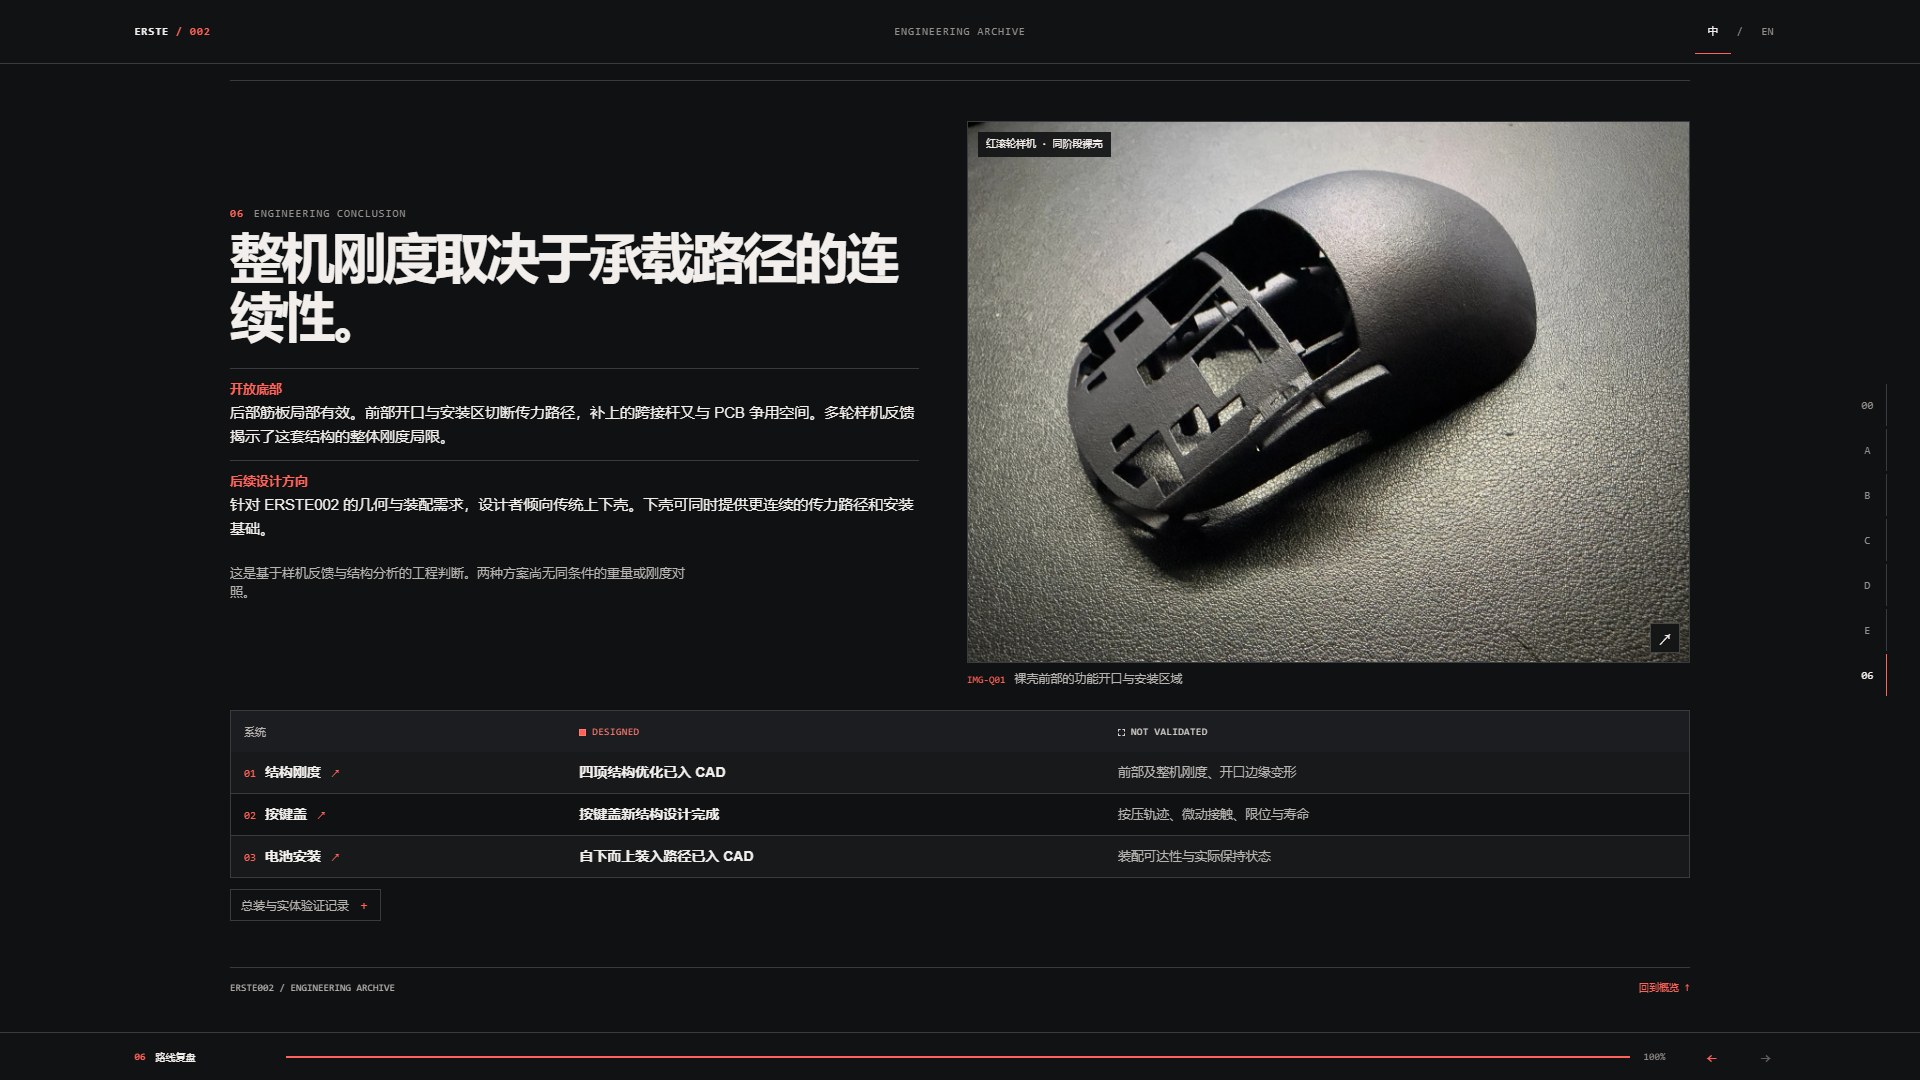 ERSTE / 002
ENGINEERING ARCHIVE
中 / EN
06 ENGINEERING CONCLUSION
整机刚度取决于承载路径的连
续性。
开放底部
后部筋板局部有效。前部开口与安装区切断传力路径，补上的跨接杆又与 PCB 争用空间。多轮样机反馈
揭示了这套结构的整体刚度局限。
后续设计方向
针对 ERSTE002 的几何与装配需求，设计者倾向传统上下壳。下壳可同时提供更连续的传力路径和安装
基础。
这是基于样机反馈与结构分析的工程判断。两种方案尚无同条件的重量或刚度对
照。
红滚轮样机 · 同阶段裸壳
↗
IMG-Q01 裸壳前部的功能开口与安装区域
00
A
B
C
D
E
06
系统 DESIGNED NOT VALIDATED
01 结构刚度 ↗ 四项结构优化已入 CAD 前部及整机刚度、开口边缘变形
02 按键盖 ↗ 按键盖新结构设计完成 按压轨迹、微动接触、限位与寿命
03 电池安装 ↗ 自下而上装入路径已入 CAD 装配可达性与实际保持状态
总装与实体验证记录 +
ERSTE002 / ENGINEERING ARCHIVE
回到概览 ↑
06 路线复盘
100% ← →